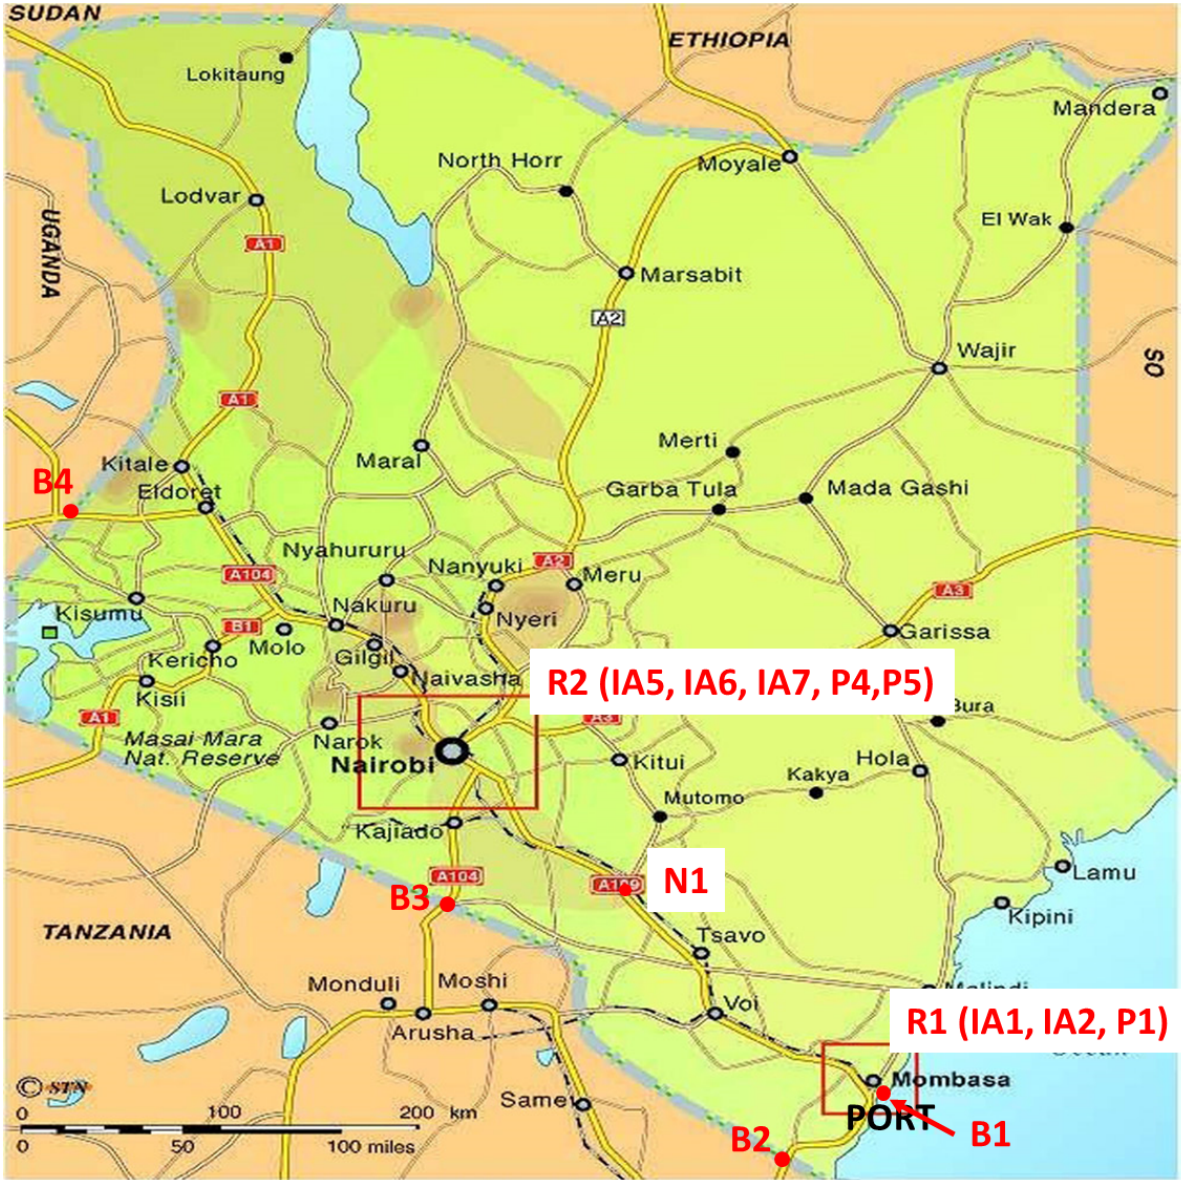 SUDAN
ETHIOPIA
Lokitaung
Mandera
North Horr
Moyale
Lodvar
UGANDA
El Wak
A1
Marsabit
A2
Wajir
SO
A1
Merti
Kitale
Maral
B4
Eldoret
Garba Tula
Mada Gashi
Nyahururu
Nanyuki
A2
Meru
A104
A3
Kisumu
Nakuru
Nyeri
B1
Molo
Garissa
Kericho
Gilgil
Naivasha
R2 (IA5, IA6, IA7, P4,P5)
Kisii
A1
A3
Bura
Masai Mara
Nat. Reserve
Narok
Nairobi
Kitui
Hola
Kakya
Mutomo
Kajiado
A104
A109
N1
Lamu
B3
Kipini
TANZANIA
Tsavo
Monduli
Moshi
Malindi
Voi
R1 (IA1, IA2, P1)
Arusha
© STN
Same
Mombasa
0 100 200 km
PORT
B1
0 50 100 miles
B2